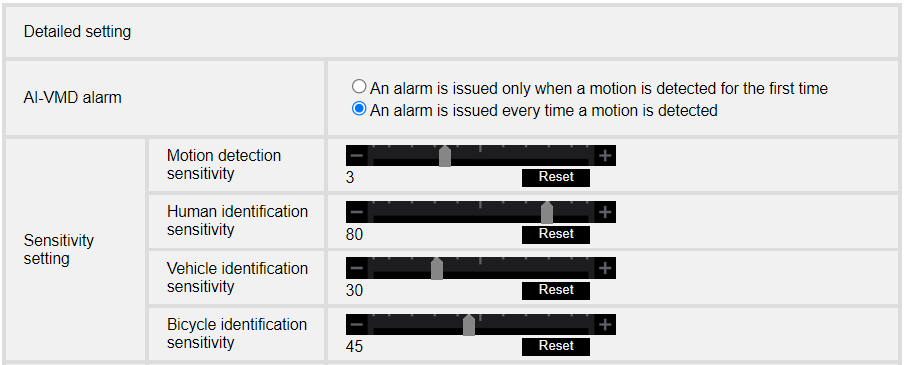 Detailed setting
AI-VMD alarm
An alarm is issued only when a motion is detected for the first time
An alarm is issued every time a motion is detected
Sensitivity
setting
Motion detection
sensitivity
3
Reset
Human identification
sensitivity
80
Reset
Vehicle identification
sensitivity
30
Reset
Bicycle identification
sensitivity
45
Reset